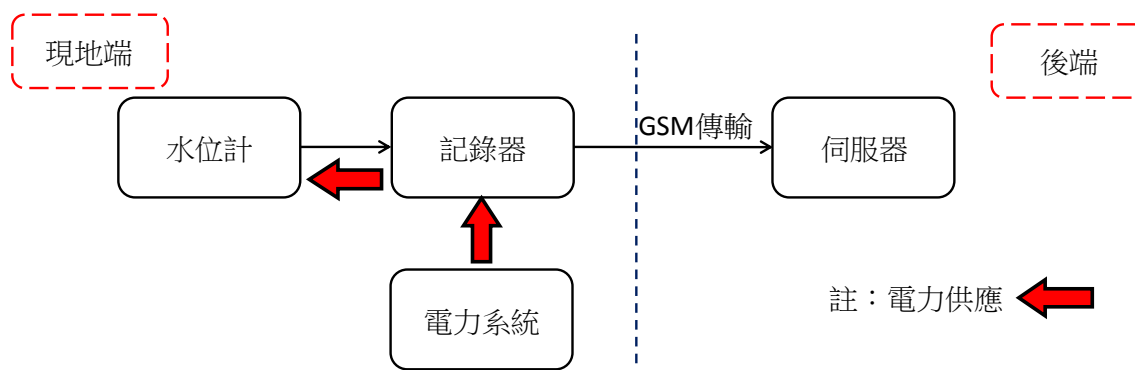 現地端
後端
水位計
記錄器
GSM傳輸
伺服器
電力系統
註：電力供應